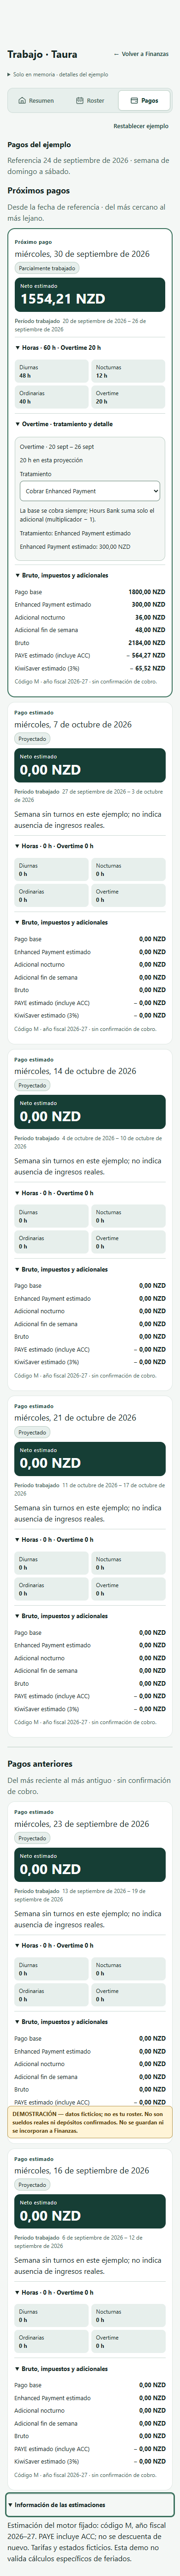 Trabajo · Taura
← Volver a Finanzas
▸ Solo en memoria · detalles del ejemplo
Resumen
Roster
Pagos
Restablecer ejemplo
Pagos del ejemplo
Referencia 24 de septiembre de 2026 · semana de
domingo a sábado.
Próximos pagos
Desde la fecha de referencia · del más cercano al
más lejano.
Próximo pago
miércoles, 30 de septiembre de 2026
Parcialmente trabajado
Neto estimado
1554,21 NZD
Período trabajado 20 de septiembre de 2026 – 26 de
septiembre de 2026
▾ Horas · 60 h · Overtime 20 h
Diurnas
48 h
Nocturnas
12 h
Ordinarias
40 h
Overtime
20 h
▾ Overtime · tratamiento y detalle
Overtime · 20 sept – 26 sept
20 h en esta proyección
Tratamiento
Cobrar Enhanced Payment
La base se cobra siempre; Hours Bank suma solo el
adicional (multiplicador − 1).
Tratamiento: Enhanced Payment estimado
Enhanced Payment estimado: 300,00 NZD
▾ Bruto, impuestos y adicionales
Pago base 1800,00 NZD
Enhanced Payment estimado 300,00 NZD
Adicional nocturno 36,00 NZD
Adicional fin de semana 48,00 NZD
Bruto 2184,00 NZD
PAYE estimado (incluye ACC) − 564,27 NZD
KiwiSaver estimado (3%) − 65,52 NZD
Código M · año fiscal 2026-27 · sin confirmación de cobro.
Pago estimado
miércoles, 7 de octubre de 2026
Proyectado
Neto estimado
0,00 NZD
Período trabajado 27 de septiembre de 2026 – 3 de octubre
de 2026
Semana sin turnos en este ejemplo; no indica
ausencia de ingresos reales.
▾ Horas · 0 h · Overtime 0 h
Diurnas
0 h
Nocturnas
0 h
Ordinarias
0 h
Overtime
0 h
▾ Bruto, impuestos y adicionales
Pago base 0,00 NZD
Enhanced Payment estimado 0,00 NZD
Adicional nocturno 0,00 NZD
Adicional fin de semana 0,00 NZD
Bruto 0,00 NZD
PAYE estimado (incluye ACC) − 0,00 NZD
KiwiSaver estimado (3%) − 0,00 NZD
Código M · año fiscal 2026-27 · sin confirmación de cobro.
Pago estimado
miércoles, 14 de octubre de 2026
Proyectado
Neto estimado
0,00 NZD
Período trabajado 4 de octubre de 2026 – 10 de octubre de
2026
Semana sin turnos en este ejemplo; no indica
ausencia de ingresos reales.
▾ Horas · 0 h · Overtime 0 h
Diurnas
0 h
Nocturnas
0 h
Ordinarias
0 h
Overtime
0 h
▾ Bruto, impuestos y adicionales
Pago base 0,00 NZD
Enhanced Payment estimado 0,00 NZD
Adicional nocturno 0,00 NZD
Adicional fin de semana 0,00 NZD
Bruto 0,00 NZD
PAYE estimado (incluye ACC) − 0,00 NZD
KiwiSaver estimado (3%) − 0,00 NZD
Código M · año fiscal 2026-27 · sin confirmación de cobro.
Pago estimado
miércoles, 21 de octubre de 2026
Proyectado
Neto estimado
0,00 NZD
Período trabajado 11 de octubre de 2026 – 17 de octubre de
2026
Semana sin turnos en este ejemplo; no indica
ausencia de ingresos reales.
▾ Horas · 0 h · Overtime 0 h
Diurnas
0 h
Nocturnas
0 h
Ordinarias
0 h
Overtime
0 h
▾ Bruto, impuestos y adicionales
Pago base 0,00 NZD
Enhanced Payment estimado 0,00 NZD
Adicional nocturno 0,00 NZD
Adicional fin de semana 0,00 NZD
Bruto 0,00 NZD
PAYE estimado (incluye ACC) − 0,00 NZD
KiwiSaver estimado (3%) − 0,00 NZD
Código M · año fiscal 2026-27 · sin confirmación de cobro.
Pagos anteriores
Del más reciente al más antiguo · sin confirmación
de cobro.
Pago estimado
miércoles, 23 de septiembre de 2026
Proyectado
Neto estimado
0,00 NZD
Período trabajado 13 de septiembre de 2026 – 19 de
septiembre de 2026
Semana sin turnos en este ejemplo; no indica
ausencia de ingresos reales.
▾ Horas · 0 h · Overtime 0 h
Diurnas
0 h
Nocturnas
0 h
Ordinarias
0 h
Overtime
0 h
▾ Bruto, impuestos y adicionales
Pago base 0,00 NZD
Enhanced Payment estimado 0,00 NZD
Adicional nocturno 0,00 NZD
Adicional fin de semana 0,00 NZD
Bruto 0,00 NZD
PAYE estimado (incluye ACC) − 0,00 NZD
DEMOSTRACIÓN — datos ficticios; no es tu roster. No son
sueldos reales ni depósitos confirmados. No se guardan ni
se incorporan a Finanzas.
Pago estimado
miércoles, 16 de septiembre de 2026
Proyectado
Neto estimado
0,00 NZD
Período trabajado 6 de septiembre de 2026 – 12 de
septiembre de 2026
Semana sin turnos en este ejemplo; no indica
ausencia de ingresos reales.
▾ Horas · 0 h · Overtime 0 h
Diurnas
0 h
Nocturnas
0 h
Ordinarias
0 h
Overtime
0 h
▾ Bruto, impuestos y adicionales
Pago base 0,00 NZD
Enhanced Payment estimado 0,00 NZD
Adicional nocturno 0,00 NZD
Adicional fin de semana 0,00 NZD
Bruto 0,00 NZD
PAYE estimado (incluye ACC) − 0,00 NZD
KiwiSaver estimado (3%) − 0,00 NZD
Código M · año fiscal 2026-27 · sin confirmación de cobro.
▾ Información de las estimaciones
Estimación del motor fijado: código M, año fiscal
2026–27. PAYE incluye ACC; no se descuenta de
nuevo. Tarifas y estados ficticios. Esta demo no
valida cálculos específicos de feriados.